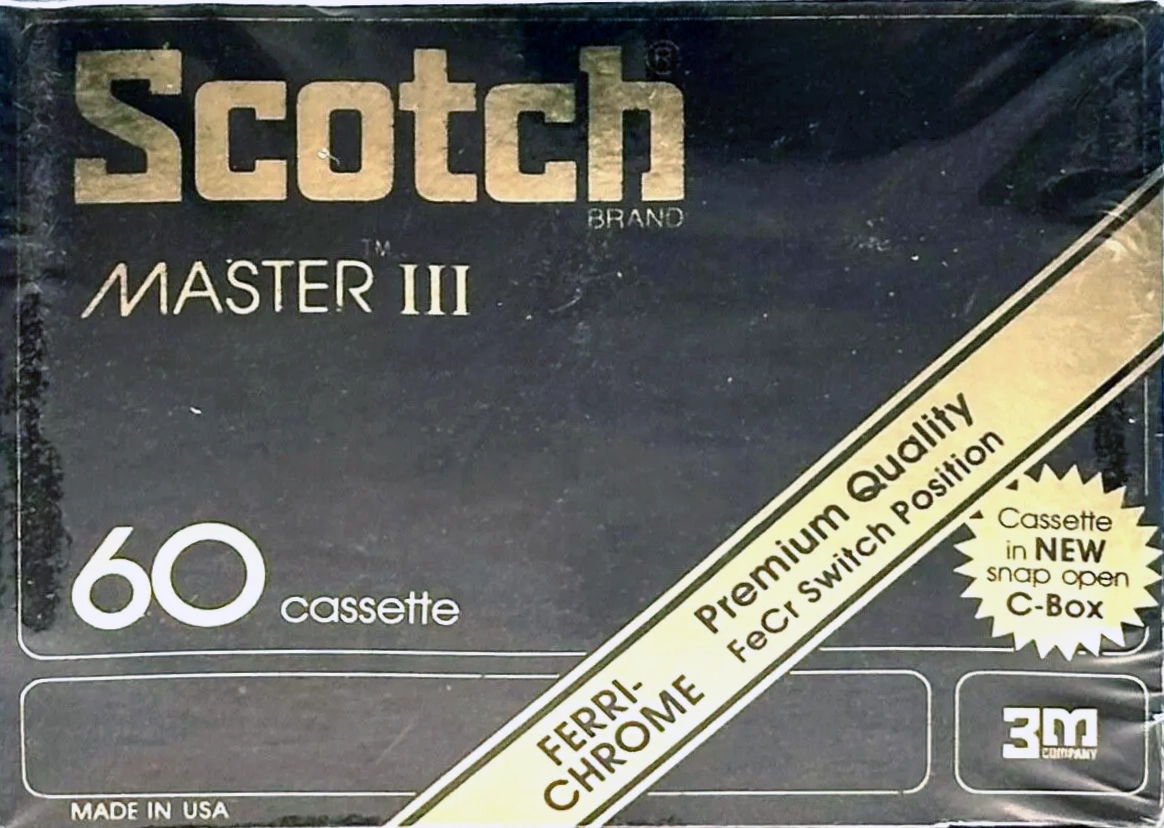 Scotch®
BRAND
MASTER™ III
60 cassette
Premium Quality
FeCr Switch Position
FERRI-
CHROME
Cassette
in NEW
snap open
C-Box
3M
COMPANY
MADE IN USA